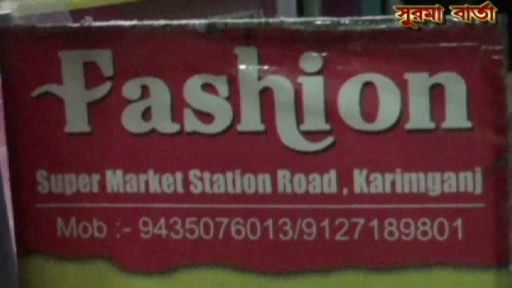 সুরমা বার্তা
Fashion
Super Market Station Road , Karimganj
Mob :- 9435076013/9127189801